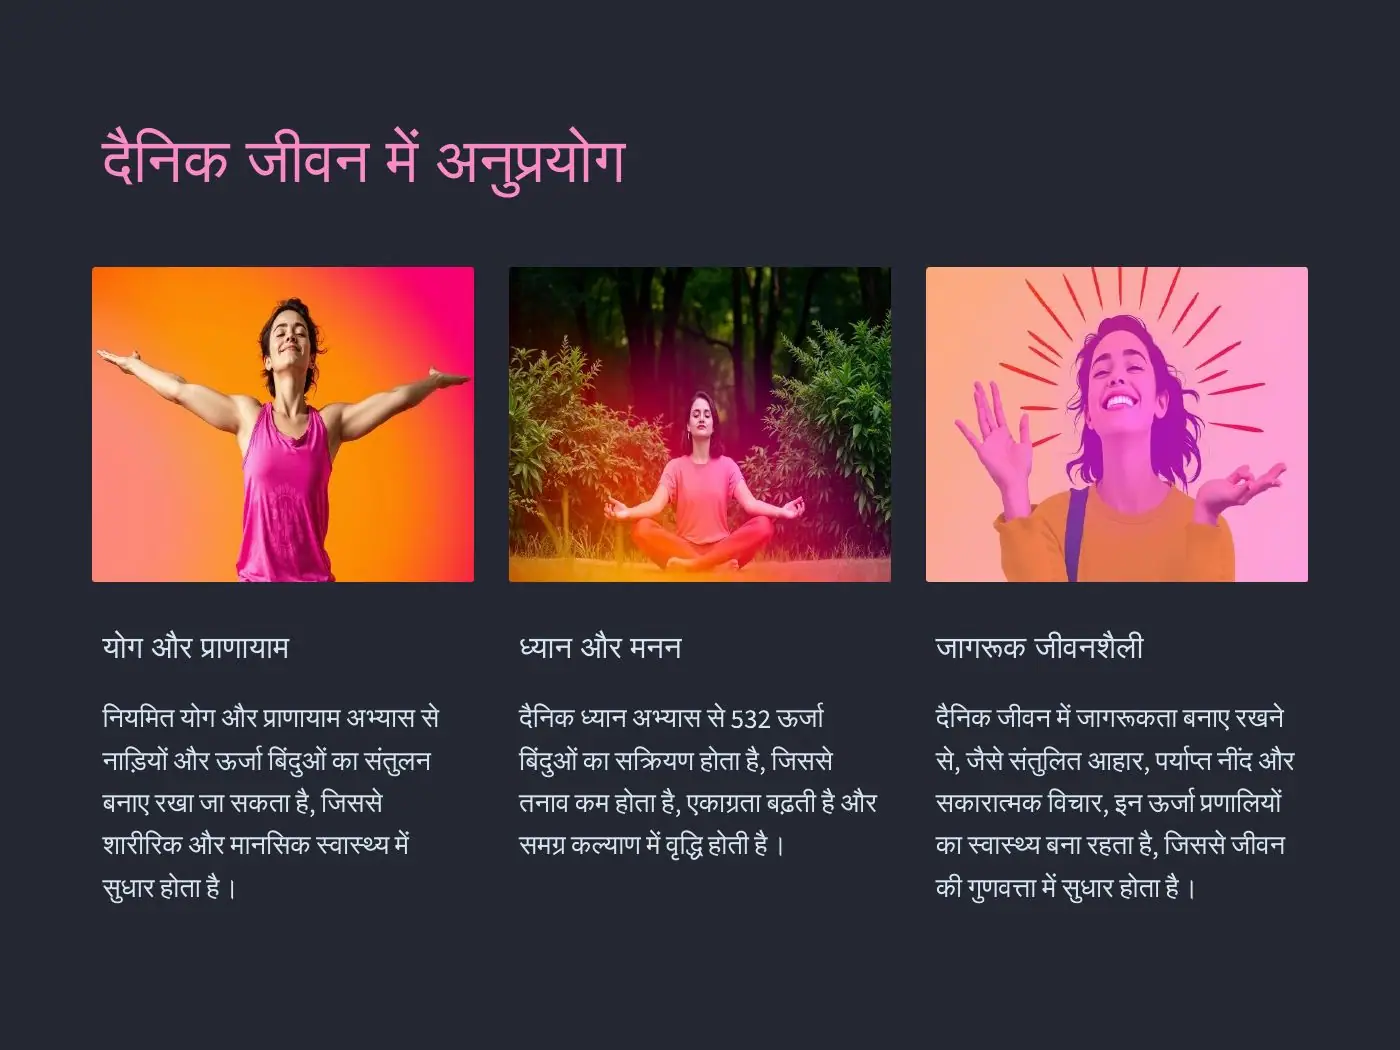 दैनिक जीवन में अनुप्रयोग
योग और प्राणायाम
नियमित योग और प्राणायाम अभ्यास से
नाड़ियों और ऊर्जा बिंदुओं का संतुलन
बनाए रखा जा सकता है, जिससे
शारीरिक और मानसिक स्वास्थ्य में
सुधार होता है।
ध्यान और मनन
दैनिक ध्यान अभ्यास से 532 ऊर्जा
बिंदुओं का सक्रियण होता है, जिससे
तनाव कम होता है, एकाग्रता बढ़ती है और
समग्र कल्याण में वृद्धि होती है।
जागरूक जीवनशैली
दैनिक जीवन में जागरूकता बनाए रखने
से, जैसे संतुलित आहार, पर्याप्त नींद और
सकारात्मक विचार, इन ऊर्जा प्रणालियों
का स्वास्थ्य बना रहता है, जिससे जीवन
की गुणवत्ता में सुधार होता है।